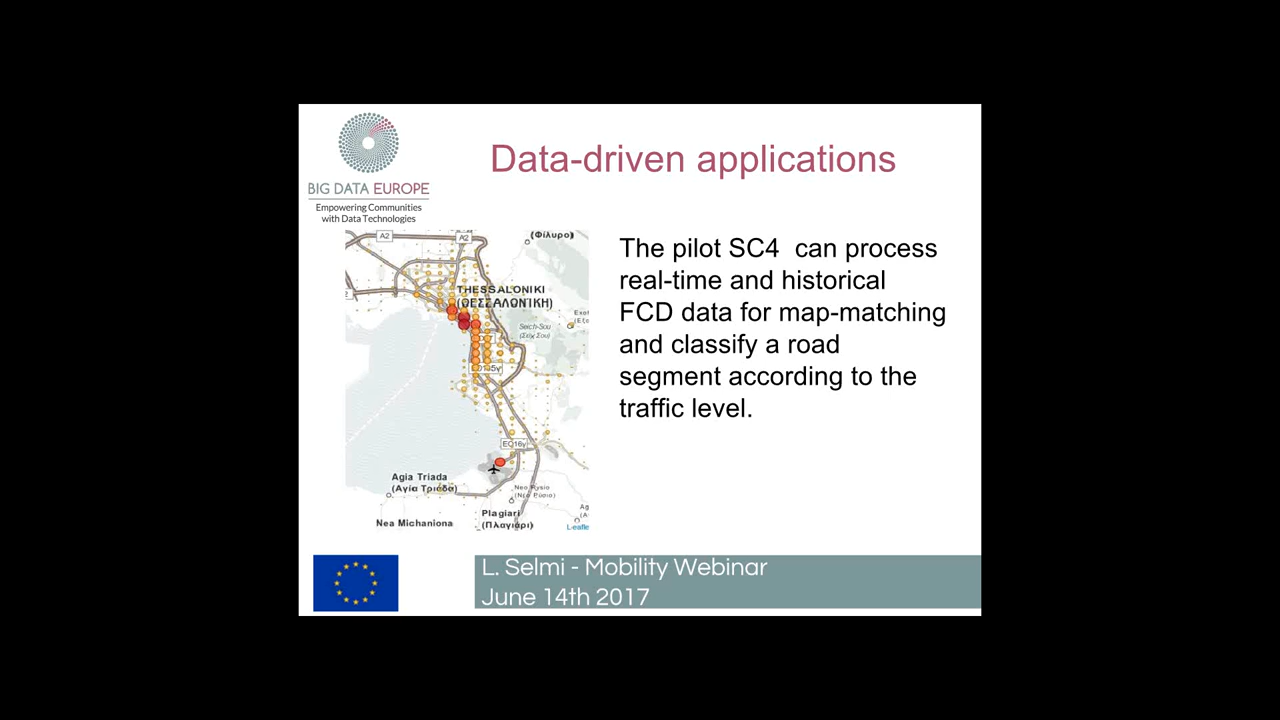 BIG DATA EUROPE
Empowering Communities
with Data Technologies
Data-driven applications
A2
A2
(Φίλυρο)
THESSALONIKI
(ΘΕΣΣΑΛΟΝΙΚΗ)
Seich-Sou
(Σέιχ Σου)
EO16γ
Agia Triada
(Αγία Τριάδα)
Neo Rysio
(Νέο Ρύσιο)
Plagiari
(Πλαγιάρι)
Nea Michaniona
The pilot SC4 can process
real-time and historical
FCD data for map-matching
and classify a road
segment according to the
traffic level.
L. Selmi - Mobility Webinar
June 14th 2017